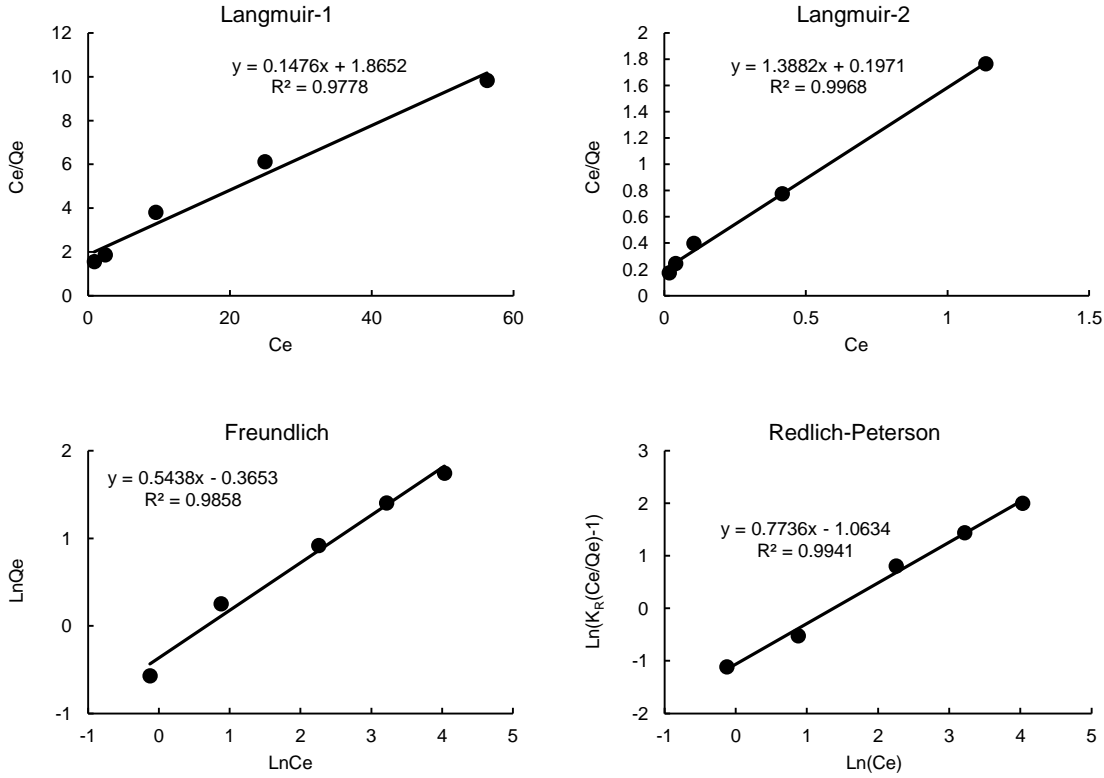 Langmuir-1
12
10
8
6
4
2
0
Ce/Qe
y = 0.1476x + 1.8652
R² = 0.9778
0 20 40 60
Ce
Langmuir-2
2
1.8
1.6
1.4
1.2
1
0.8
0.6
0.4
0.2
0
Ce/Qe
y = 1.3882x + 0.1971
R² = 0.9968
0 0.5 1 1.5
Ce
Freundlich
2
1
0
-1
LnQe
y = 0.5438x - 0.3653
R² = 0.9858
-1 0 1 2 3 4 5
LnCe
Redlich-Peterson
3
2
1
0
-1
-2
Ln(K_R(Ce/Qe)-1)
y = 0.7736x - 1.0634
R² = 0.9941
-1 0 1 2 3 4 5
Ln(Ce)